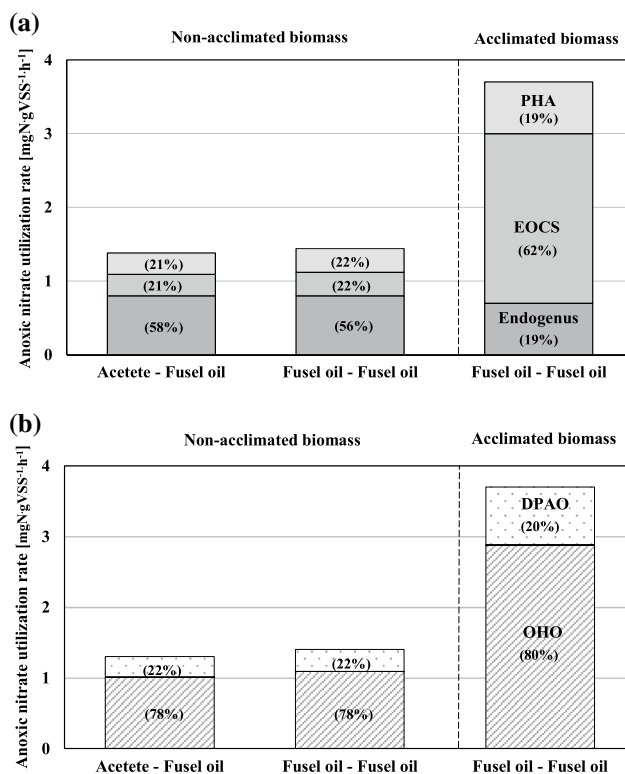 (a)
Non-acclimated biomass
Acclimated biomass
Anoxic nitrate utilization rate [mgN·gVSS⁻¹·h⁻¹]
4
3
2
1
0
(21%)
(21%)
(58%)
(22%)
(22%)
(56%)
PHA
(19%)
EOCS
(62%)
Endogenus
(19%)
Acetete - Fusel oil
Fusel oil - Fusel oil
Fusel oil - Fusel oil
(b)
Non-acclimated biomass
Acclimated biomass
Anoxic nitrate utilization rate [mgN·gVSS⁻¹·h⁻¹]
4
3
2
1
0
(22%)
(78%)
(22%)
(78%)
DPAO
(20%)
OHO
(80%)
Acetete - Fusel oil
Fusel oil - Fusel oil
Fusel oil - Fusel oil